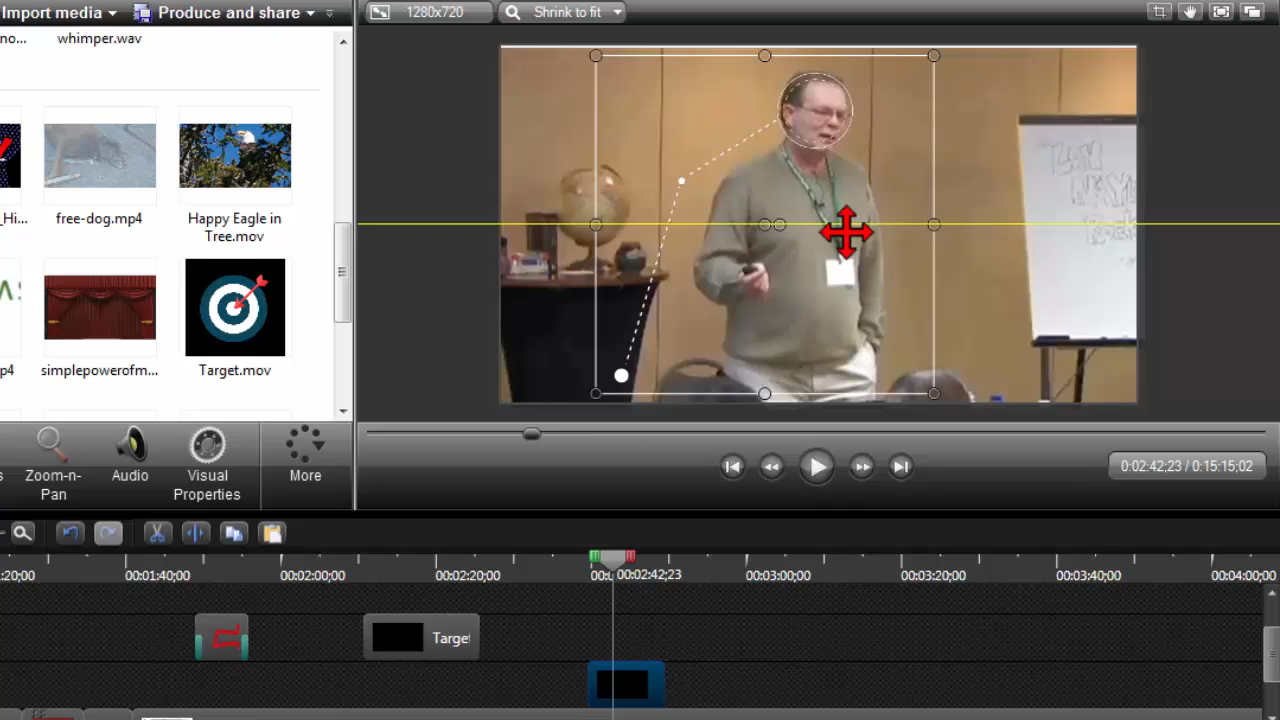 Import media
Produce and share
1280x720
Shrink to fit
no...
whimper.wav
_Hi...
free-dog.mp4
Happy Eagle in
Tree.mov
p4
simplepowerofm...
Target.mov
Zoom-n-
Pan
Audio
Visual
Properties
More
0:02:42;23 / 0:15:15;02
:20;00
00:01:40;00
00:02:00;00
00:02:20;00
00:02:42;23
00:03:00;00
00:03:20;00
00:03:40;00
00:04:00;00
Target